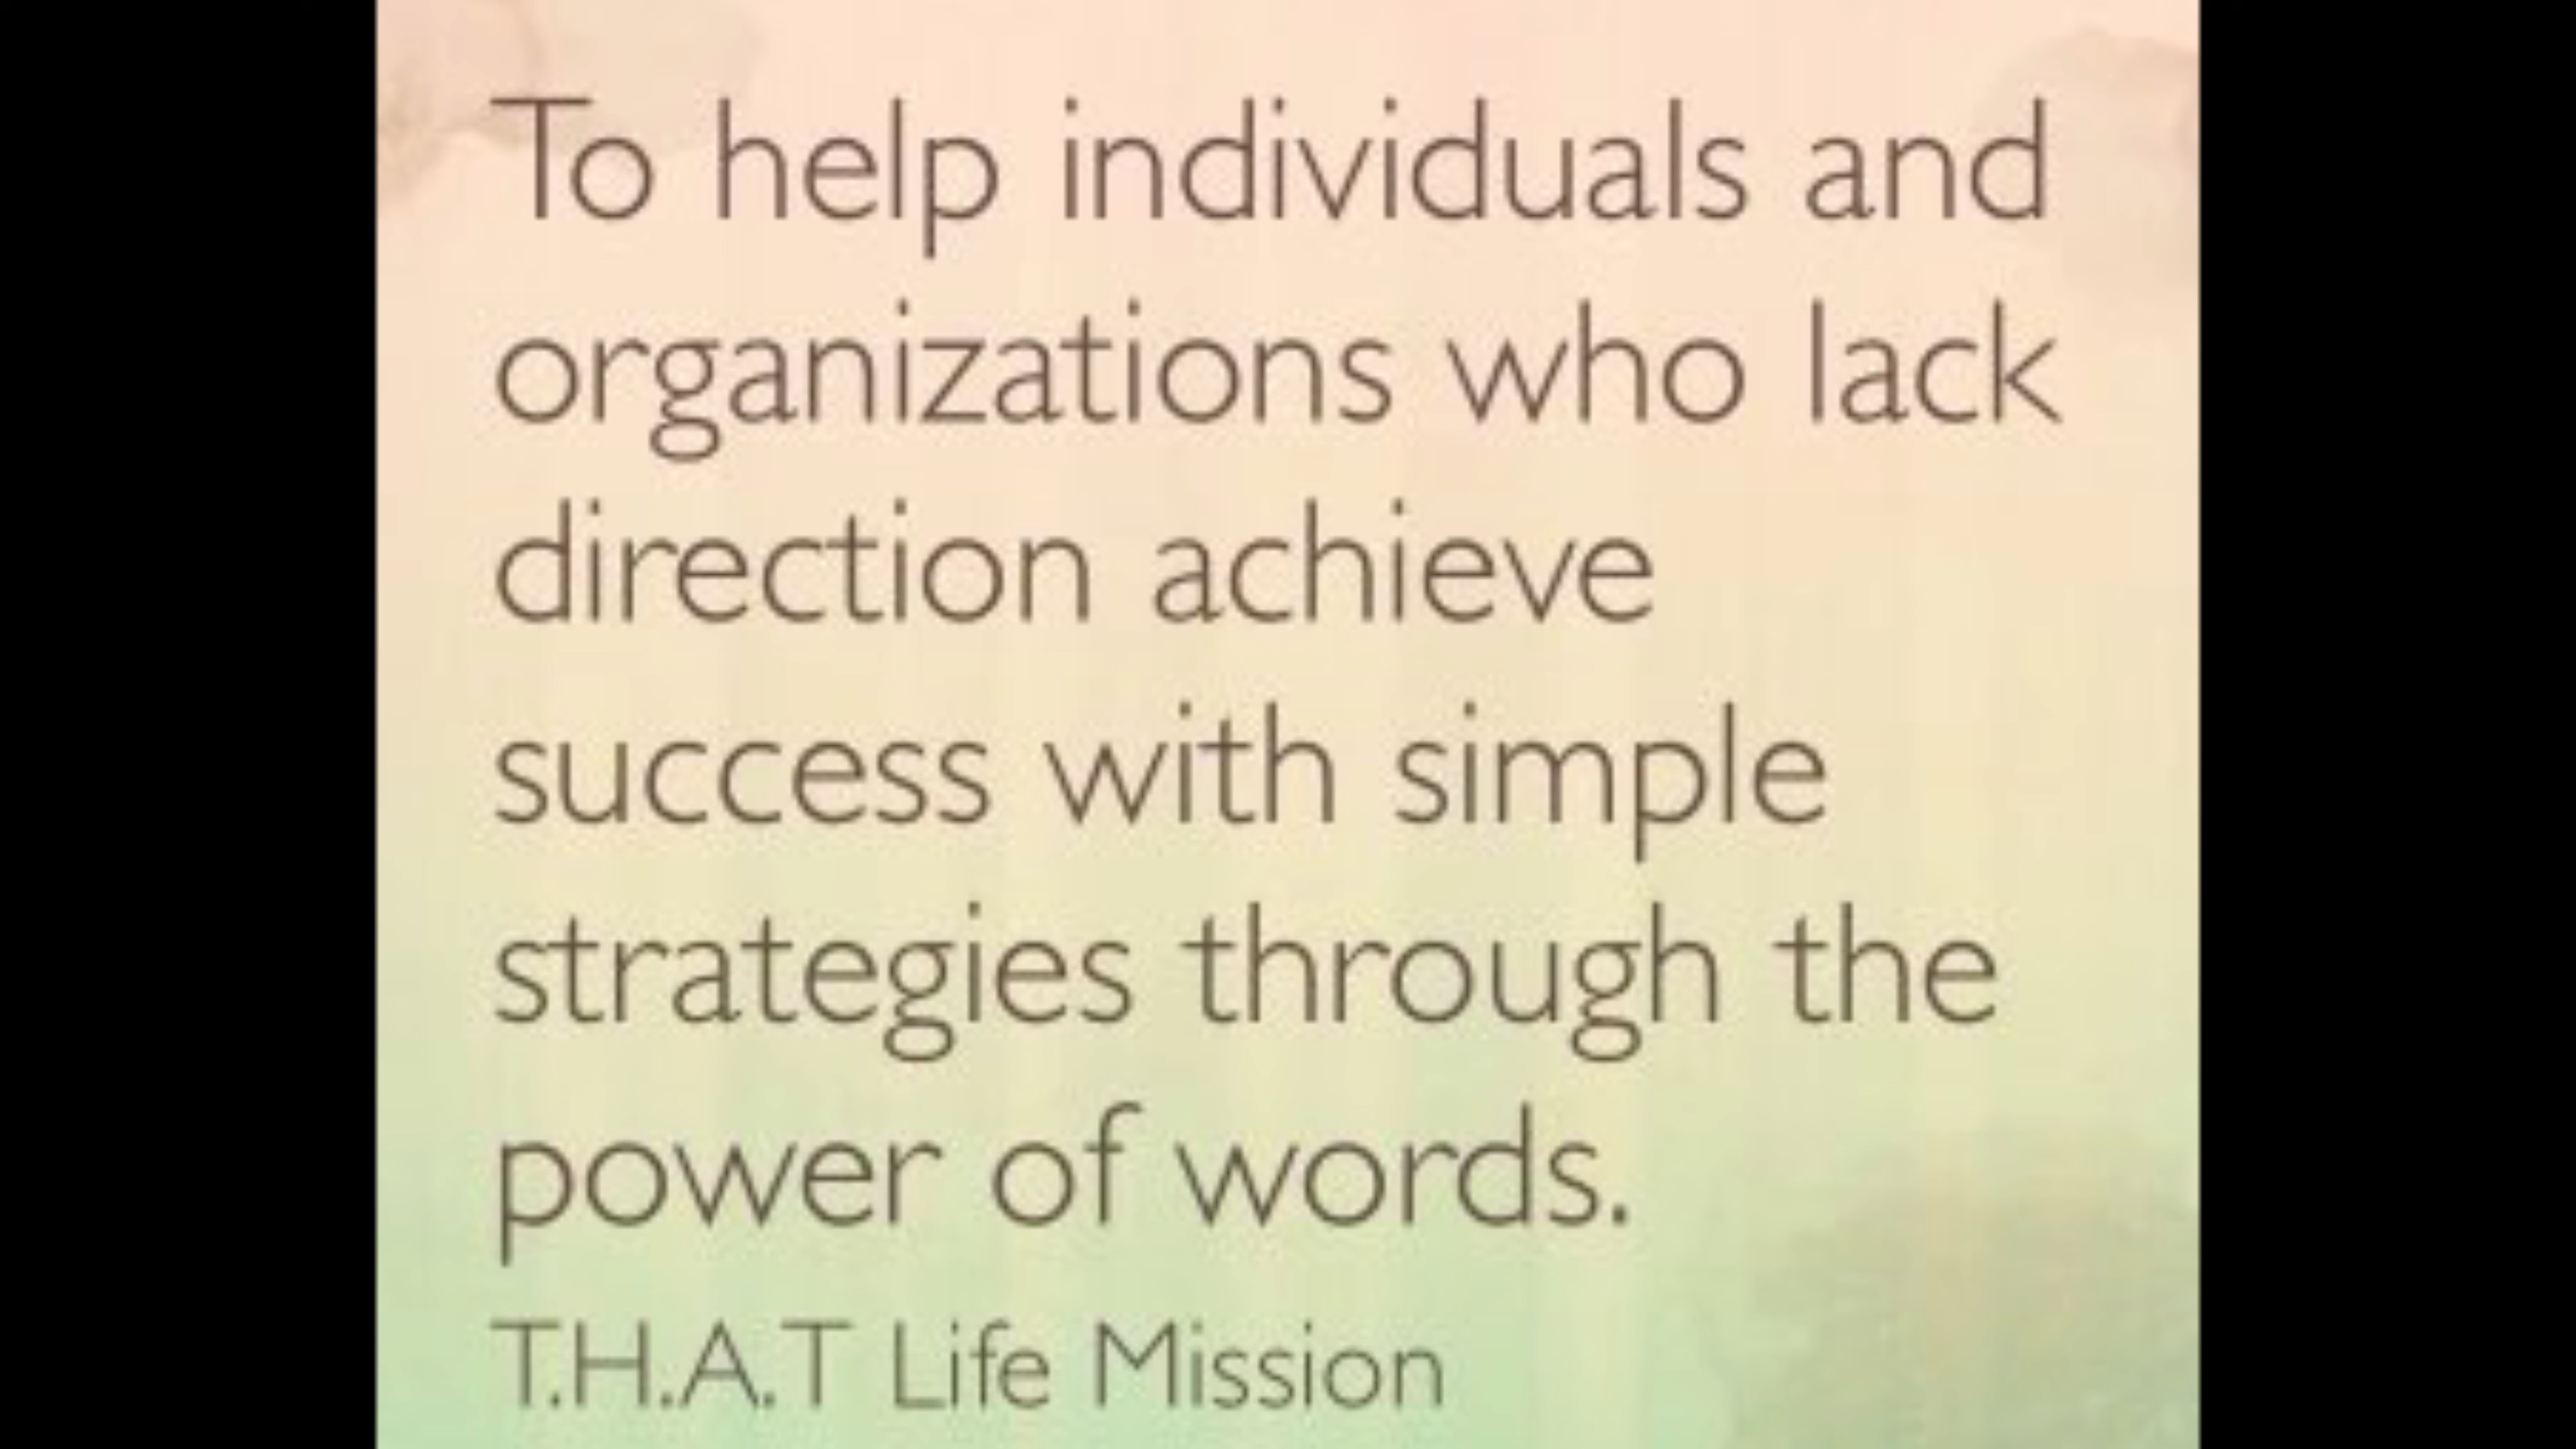 To help individuals and
organizations who lack
direction achieve
success with simple
strategies through the
power of words.
T.H.A.T Life Mission